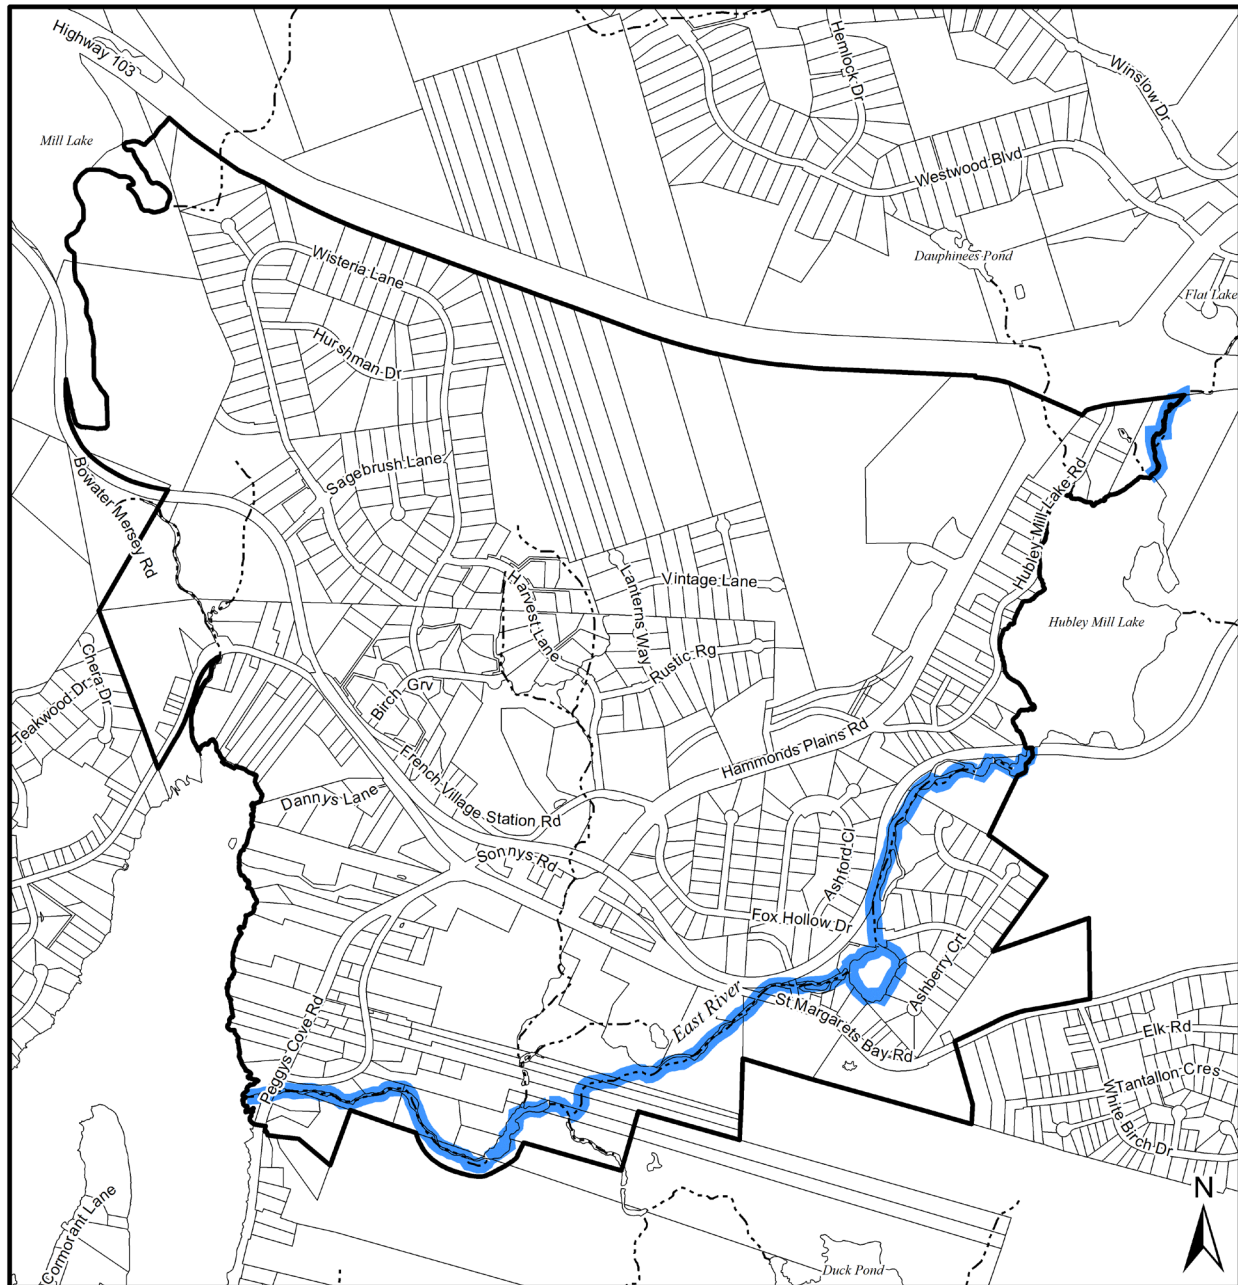 Highway 103
Hemlock Dr
Winslow Dr
Mill Lake
Westwood Blvd
Dauphinees Pond
Wisteria Lane
Flat Lake
Hurshman Dr
Sagebrush Lane
Bowater Mersey Rd
Hubley Mill Lake Rd
Harvest Lane
Lanterns Way
Vintage Lane
Hubley Mill Lake
Chera Dr
Teakwood Dr
Rustic Rg
Birch Grv
Hammonds Plains Rd
French Village Station Rd
Dannys Lane
Sonnys Rd
Ashford Cl
Fox Hollow Dr
Ashberry Crt
East River
St Margarets Bay Rd
Peggys Cove Rd
Elk Rd
Tantallon Cres
White Birch Dr
N
Cormorant Lane
Duck Pond